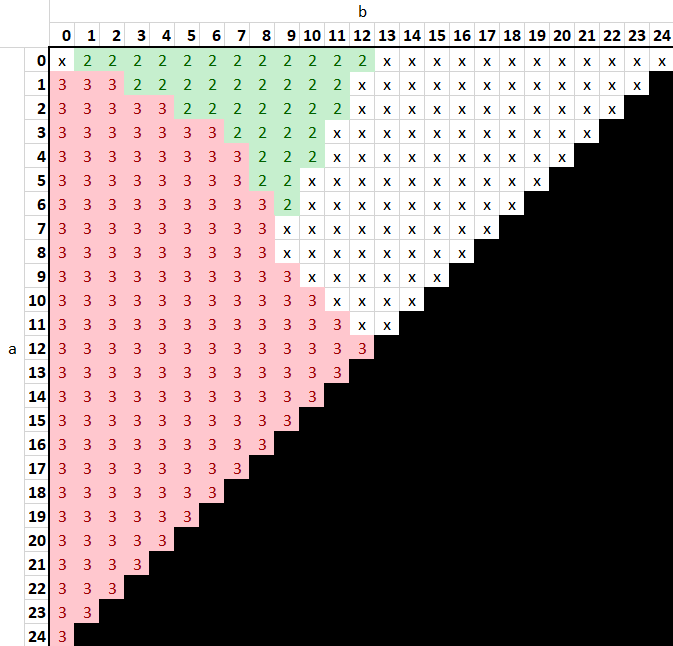 b
0 1 2 3 4 5 6 7 8 9 10 11 12 13 14 15 16 17 18 19 20 21 22 23 24
0 x 2 2 2 2 2 2 2 2 2 2 2 2 x x x x x x x x x x x x
1 3 3 3 2 2 2 2 2 2 2 2 2 x x x x x x x x x x x x
2 3 3 3 3 3 2 2 2 2 2 2 2 x x x x x x x x x x x
3 3 3 3 3 3 3 3 2 2 2 2 x x x x x x x x x x x
4 3 3 3 3 3 3 3 3 2 2 2 x x x x x x x x x x
5 3 3 3 3 3 3 3 3 2 2 x x x x x x x x x x
6 3 3 3 3 3 3 3 3 3 2 x x x x x x x x x
7 3 3 3 3 3 3 3 3 3 x x x x x x x x x
8 3 3 3 3 3 3 3 3 3 x x x x x x x x
9 3 3 3 3 3 3 3 3 3 3 x x x x x x
10 3 3 3 3 3 3 3 3 3 3 3 x x x x
11 3 3 3 3 3 3 3 3 3 3 3 3 x x
a 12 3 3 3 3 3 3 3 3 3 3 3 3 3
13 3 3 3 3 3 3 3 3 3 3 3 3
14 3 3 3 3 3 3 3 3 3 3 3
15 3 3 3 3 3 3 3 3 3 3
16 3 3 3 3 3 3 3 3 3
17 3 3 3 3 3 3 3 3
18 3 3 3 3 3 3 3
19 3 3 3 3 3 3
20 3 3 3 3 3
21 3 3 3 3
22 3 3 3
23 3 3
24 3